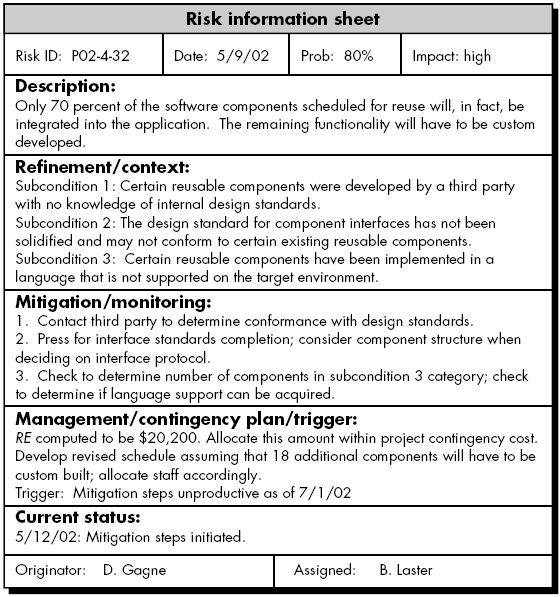 Risk information sheet
Risk ID: P02-4-32 Date: 5/9/02 Prob: 80% Impact: high
Description:
Only 70 percent of the software components scheduled for reuse will, in fact, be
integrated into the application. The remaining functionality will have to be custom
developed.
Refinement/context:
Subcondition 1: Certain reusable components were developed by a third party
with no knowledge of internal design standards.
Subcondition 2: The design standard for component interfaces has not been
solidified and may not conform to certain existing reusable components.
Subcondition 3: Certain reusable components have been implemented in a
language that is not supported on the target environment.
Mitigation/monitoring:
1. Contact third party to determine conformance with design standards.
2. Press for interface standards completion; consider component structure when
deciding on interface protocol.
3. Check to determine number of components in subcondition 3 category; check
to determine if language support can be acquired.
Management/contingency plan/trigger:
RE computed to be $20,200. Allocate this amount within project contingency cost.
Develop revised schedule assuming that 18 additional components will have to be
custom built; allocate staff accordingly.
Trigger: Mitigation steps unproductive as of 7/1/02
Current status:
5/12/02: Mitigation steps initiated.
Originator: D. Gagne Assigned: B. Laster